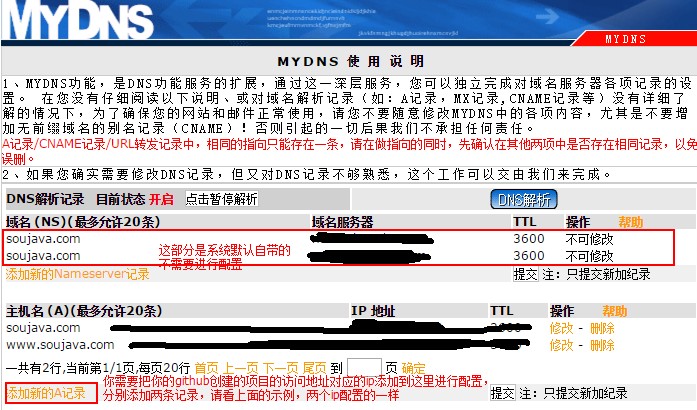 MYDNS
MYDNS
MYDNS 使 用 说 明
1、MYDNS功能，是DNS功能服务的扩展，通过这一深层服务，您可以独立完成对域名服务器各项记录的设
置。 在您没有仔细阅读以下说明、或对域名解析记录（如：A记录，MX记录,CNAME记录等）没有详细了
解的情况下，为了确保您的网站和邮件正常使用，请您不要随意修改MYDNS中的各项内容，尤其是不要增
加无前缀域名的别名记录（CNAME）！否则引起的一切后果我们不承担任何责任。
A记录/CNAME记录/URL转发记录中，相同的指向只能存在一条，请在做指向的同时，先确认在其他两项中是否存在相同记录，以免
误删。
2、如果您确实需要修改DNS记录，但又对DNS记录不够熟悉，这个工作可以交由我们来完成。
DNS解析记录 目前状态 开启 点击暂停解析 DNS解析
域名(NS)(最多允许20条) 域名服务器 TTL 操作 帮助
soujava.com 3600 不可修改
soujava.com 3600 不可修改
这部分是系统默认自带的
不需要进行配置
添加新的Nameserver记录 提交 注：只提交新加纪录
主机名(A)(最多允许20条) IP 地址 TTL 操作 帮助
soujava.com 修改 - 删除
www.soujava.com 修改 - 删除
一共有2行,当前第1/1页,每页20行 首页 上一页 下一页 尾页 到 页 确定
添加新的A记录 提交 注：只提交新加纪录
你需要把你的github创建的项目的访问地址对应的ip添加到这里进行配置，
分别添加两条记录，请看上面的示例，两个ip配置的一样